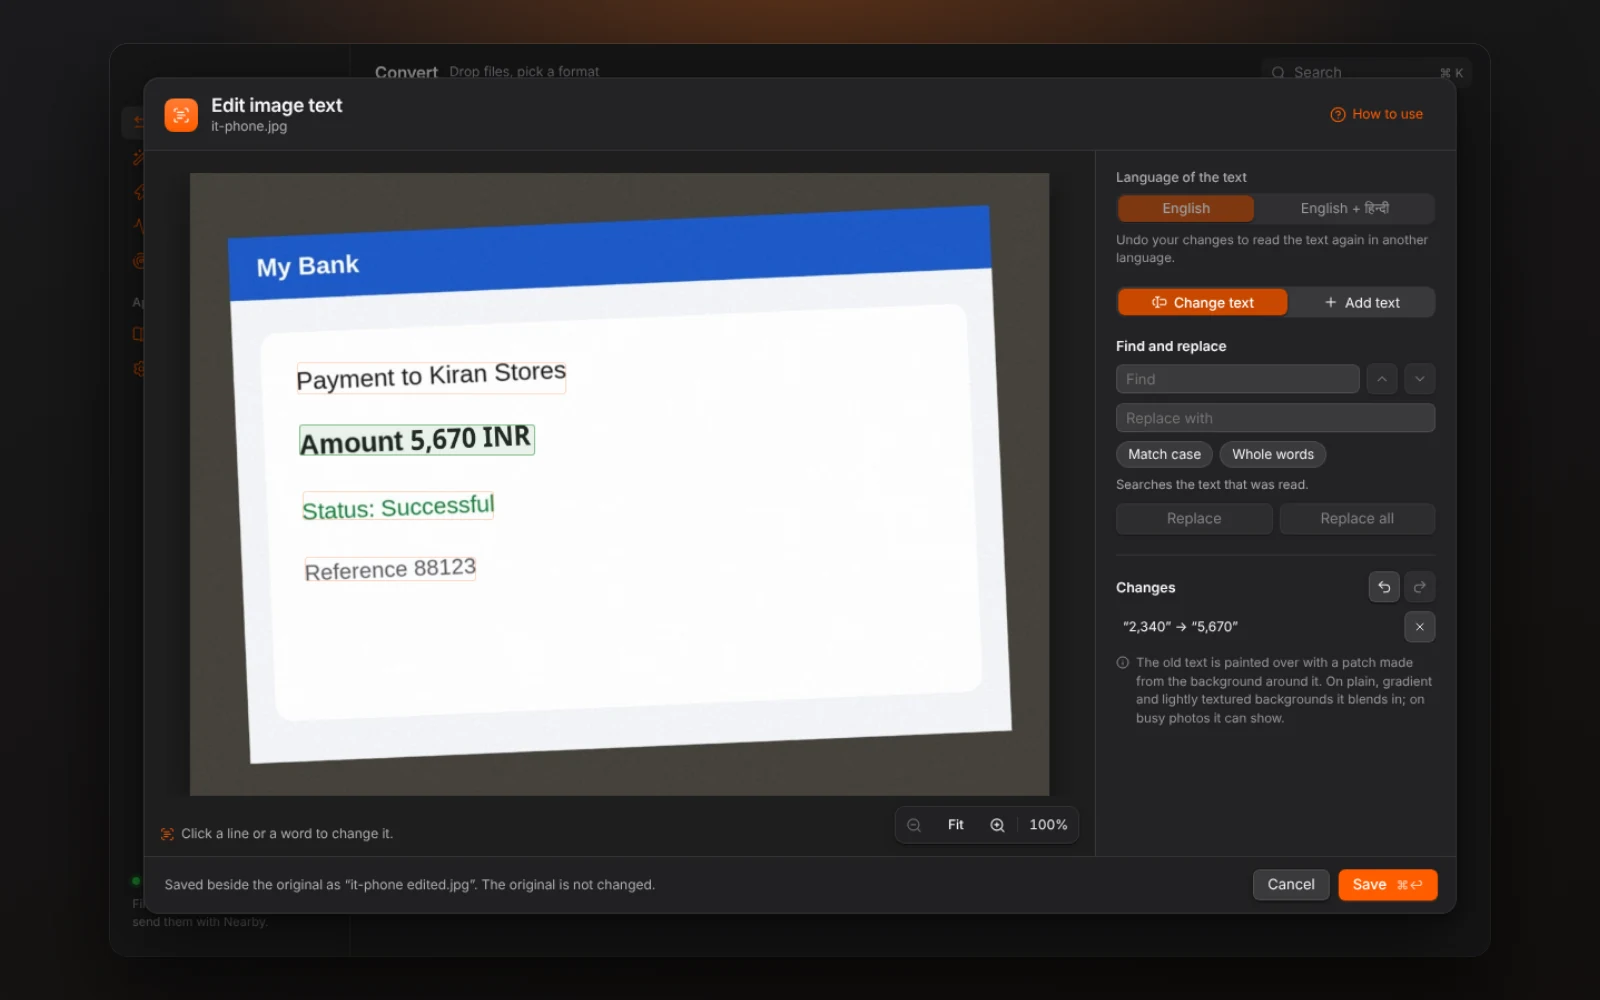 Convert Drop files, pick a format
Search ⌘ K
Edit image text
it-phone.jpg
How to use
My Bank
Payment to Kiran Stores
Amount 5,670 INR
Status: Successful
Reference 88123
Click a line or a word to change it.
Fit
100%
Language of the text
English
English + हिन्दी
Undo your changes to read the text again in another
language.
Change text
Add text
Find and replace
Find
Replace with
Match case
Whole words
Searches the text that was read.
Replace
Replace all
Changes
“2,340” → “5,670”
The old text is painted over with a patch made
from the background around it. On plain, gradient
and lightly textured backgrounds it blends in; on
busy photos it can show.
Saved beside the original as “it-phone edited.jpg”. The original is not changed.
Cancel
Save ⌘↩
send them with Nearby.